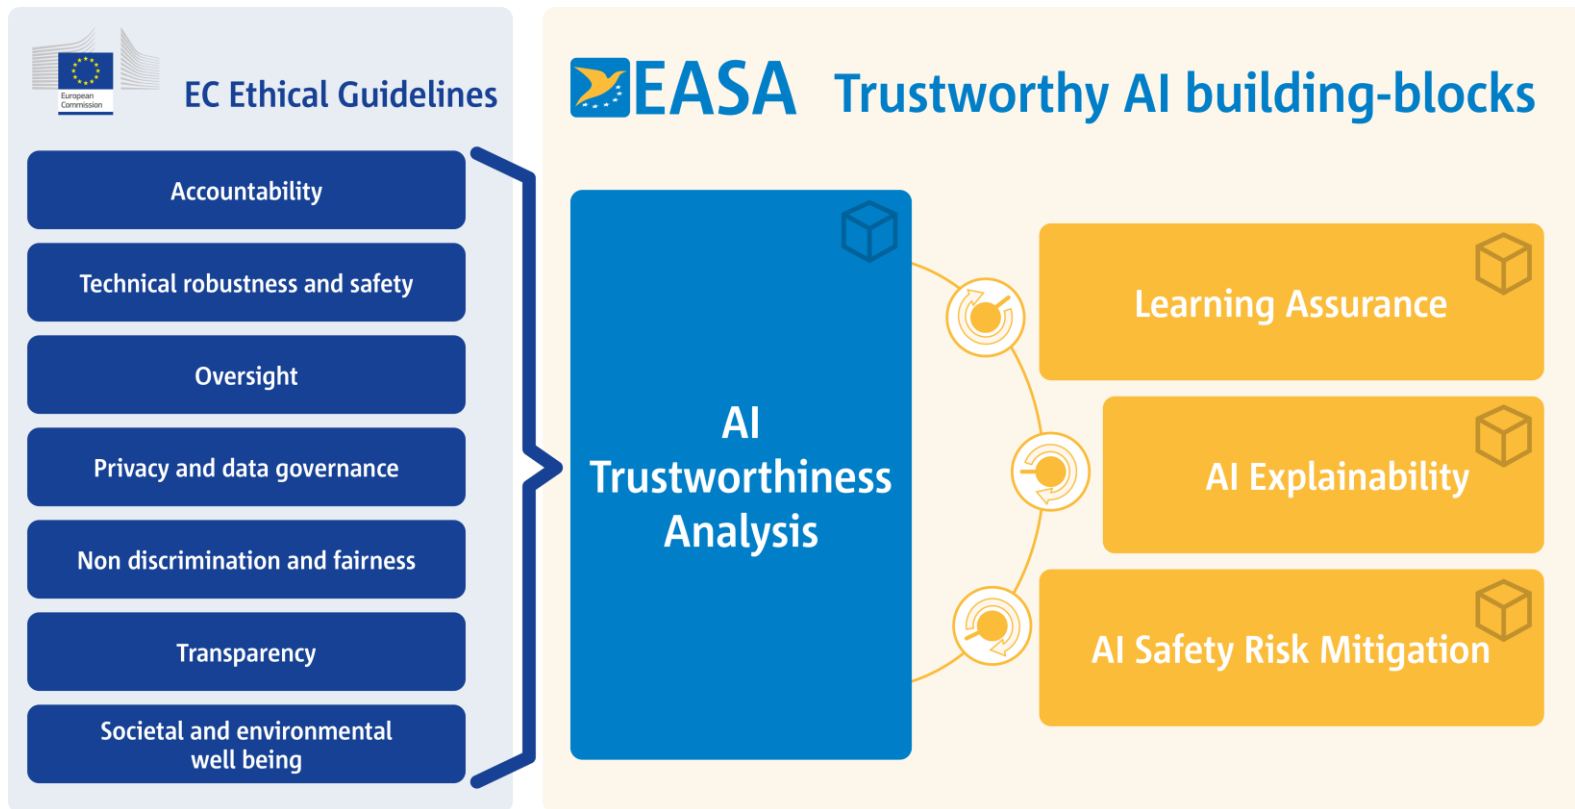 European
Commission
EC Ethical Guidelines
Accountability
Technical robustness and safety
Oversight
Privacy and data governance
Non discrimination and fairness
Transparency
Societal and environmental
well being
EASA Trustworthy AI building-blocks
AI
Trustworthiness
Analysis
Learning Assurance
AI Explainability
AI Safety Risk Mitigation